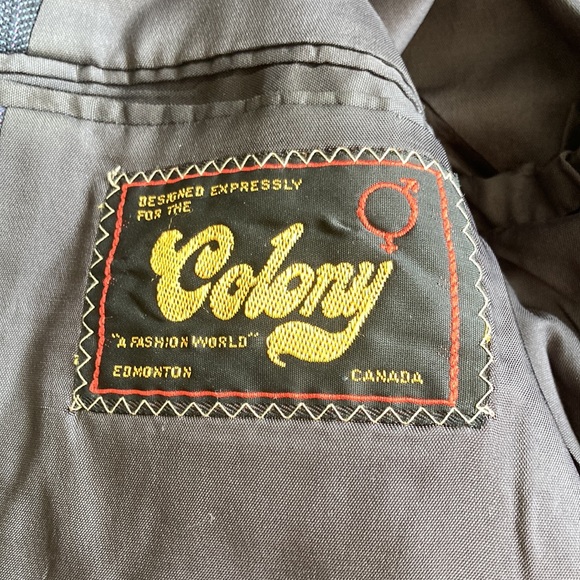 DESIGNED EXPRESSLY
FOR THE
Colony
"A FASHION WORLD"
EDMONTON CANADA